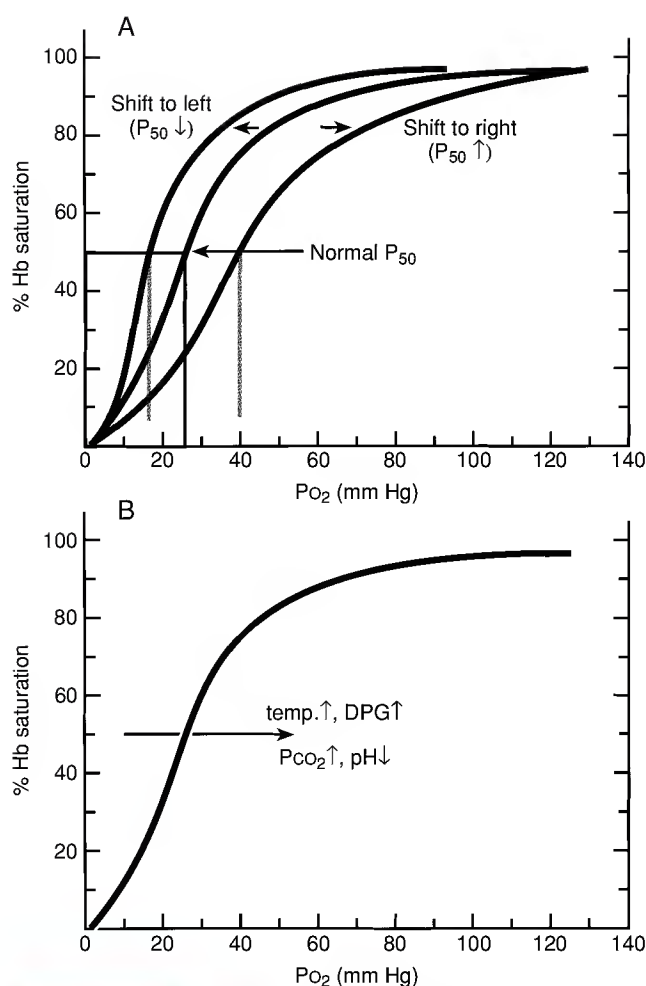 A
100
80
60
40
20
% Hb saturation
Shift to left
(P₅₀ ↓)
Shift to right
(P₅₀ ↑)
Normal P₅₀
0 20 40 60 80 100 120 140
PO₂ (mm Hg)
B
100
80
60
40
20
% Hb saturation
temp.↑, DPG↑
PCO₂↑, pH↓
0 20 40 60 80 100 120 140
PO₂ (mm Hg)